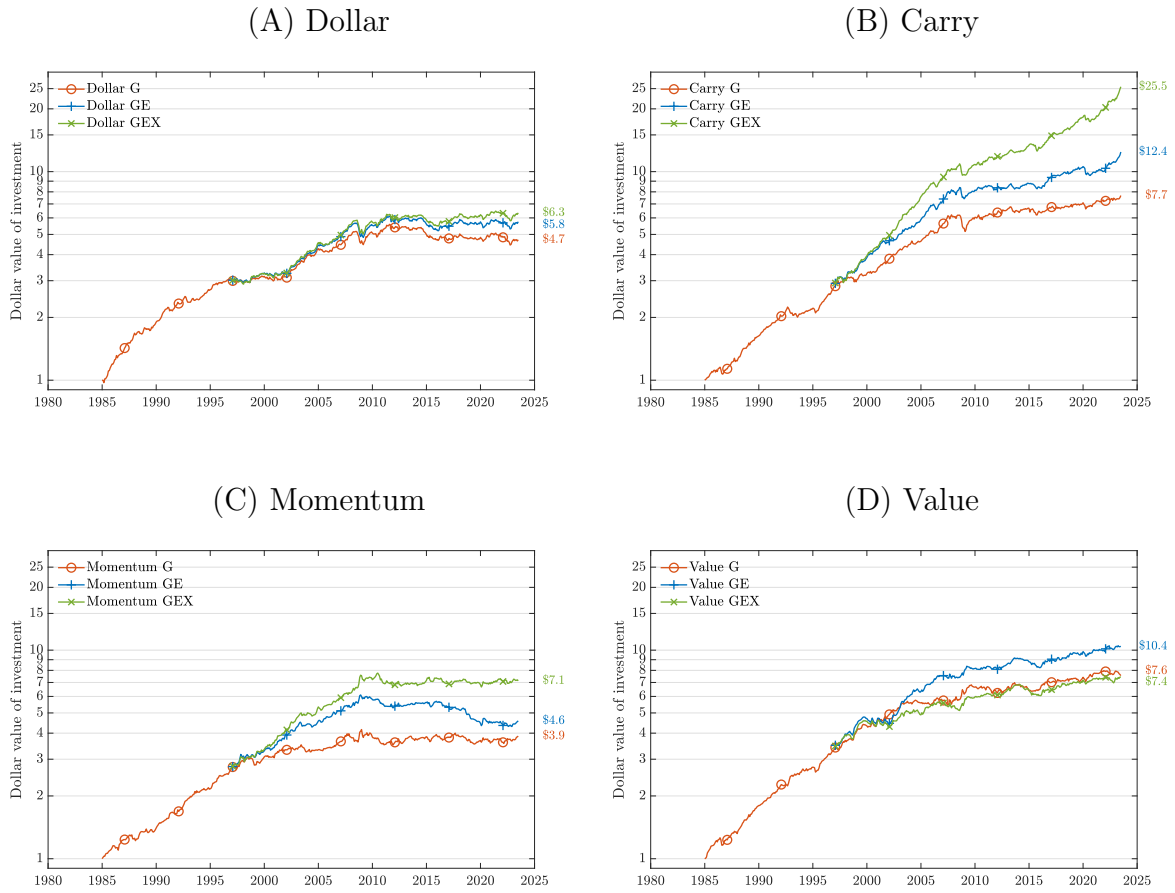 (A) Dollar
Dollar value of investment
25
20
15
10
9
8
7
6
5
4
3
2
1
Dollar G
Dollar GE
Dollar GEX
$6.3
$5.8
$4.7
1980 1985 1990 1995 2000 2005 2010 2015 2020 2025
(B) Carry
Dollar value of investment
25
20
15
10
9
8
7
6
5
4
3
2
1
Carry G
Carry GE
Carry GEX
$25.5
$12.4
$7.7
1980 1985 1990 1995 2000 2005 2010 2015 2020 2025
(C) Momentum
Dollar value of investment
25
20
15
10
9
8
7
6
5
4
3
2
1
Momentum G
Momentum GE
Momentum GEX
$7.1
$4.6
$3.9
1980 1985 1990 1995 2000 2005 2010 2015 2020 2025
(D) Value
Dollar value of investment
25
20
15
10
9
8
7
6
5
4
3
2
1
Value G
Value GE
Value GEX
$10.4
$7.6
$7.4
1980 1985 1990 1995 2000 2005 2010 2015 2020 2025